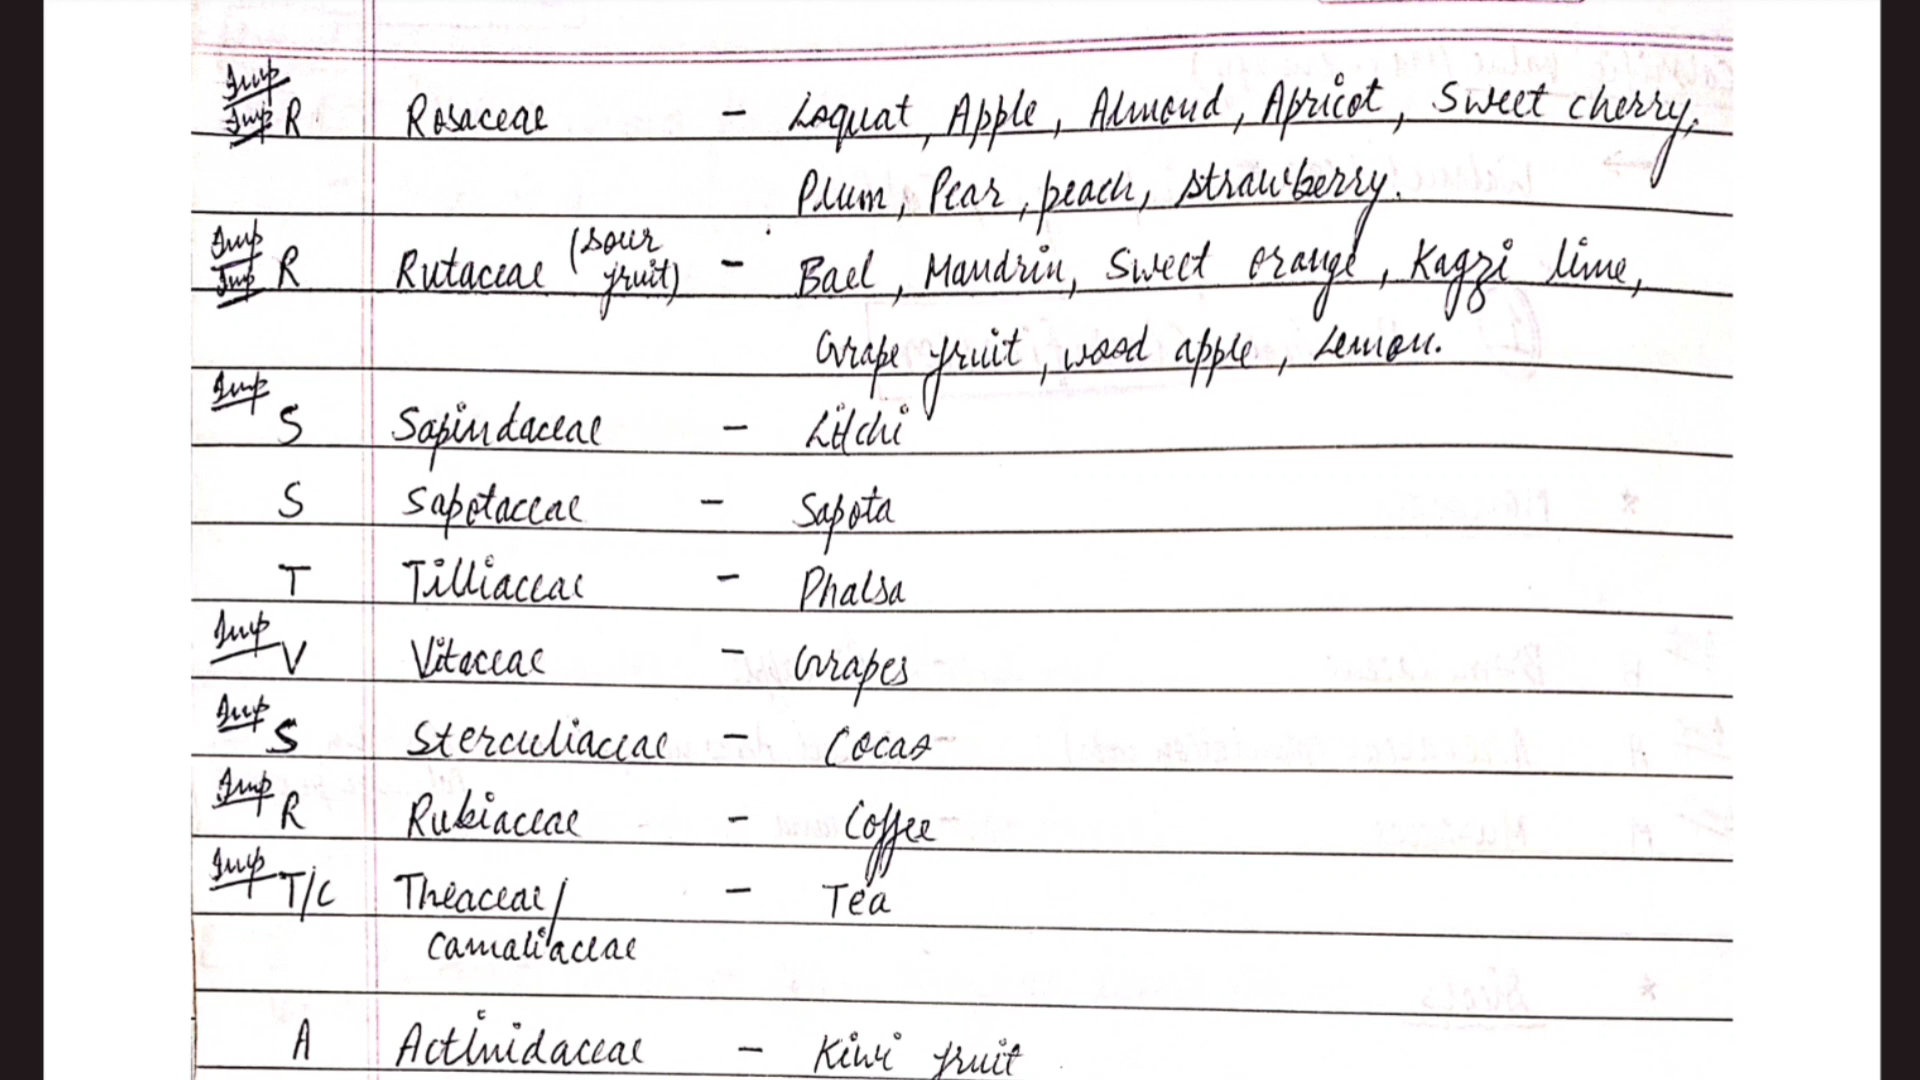 Imp
Imp R Rosaceae - Loquat, Apple, Almond, Apricot, Sweet cherry,
Plum, Pear, peach, strawberry.
Imp
Imp R Rutaceae (sour fruit) - Bael, Mandrin, Sweet orange, Kagzi lime,
Grape fruit, wood apple, Lemon.
Imp
S Sapindaceae - Litchi
S Sapotaceae - Sapota
T Tilliaceae - Phalsa
Imp V Vitaceae - Grapes
Imp S Sterculiaceae - Cocao
Imp R Rubiaceae - Coffee
Imp T/C Theaceae/ - Tea
Camaliaceae
A Actinidaceae - Kiwi fruit